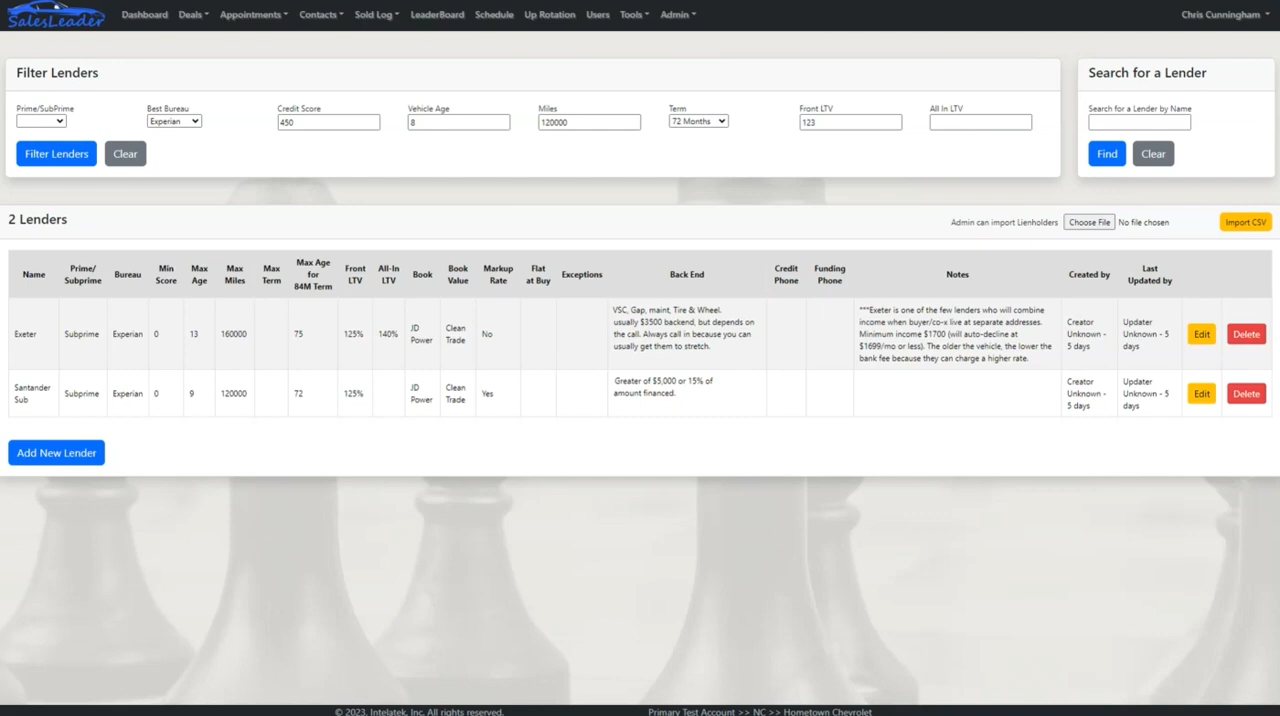 SalesLeader
Dashboard Deals Appointments Contacts Sold Log LeaderBoard Schedule Up Rotation Users Tools Admin Chris Cunningham
Filter Lenders
Prime/SubPrime Best Bureau Credit Score Vehicle Age Miles Term Front LTV All In LTV
Experian 450 8 120000 72 Months 123
Filter Lenders Clear
Search for a Lender
Search for a Lender by Name
Find Clear
2 Lenders
Admin can import Lienholders Choose File No file chosen Import CSV
Name Prime/ Subprime Bureau Min Score Max Age Max Miles Max Term Max Age for 84M Term Front LTV All-In LTV Book Book Value Markup Rate Flat at Buy Exceptions Back End Credit Phone Funding Phone Notes Created by Last Updated by
Exeter Subprime Experian 0 13 160000 75 125% 140% JD Power Clean Trade No
VSC, Gap, maint, Tire & Wheel.
usually $3500 backend, but depends on
the call. Always call in because you can
usually get them to stretch.
***Exeter is one of the few lenders who will combine
income when buyer/co-x live at separate addresses.
Minimum income $1700 (will auto-decline at
$1699/mo or less). The older the vehicle, the lower the
bank fee because they can charge a higher rate.
Creator Unknown - 5 days Updater Unknown - 5 days Edit Delete
Santander Sub Subprime Experian 0 9 120000 72 125% JD Power Clean Trade Yes
Greater of $5,000 or 15% of
amount financed.
Creator Unknown - 5 days Updater Unknown - 5 days Edit Delete
Add New Lender
© 2023. Intelatek, Inc. All rights reserved. Primary Test Account >> NC >> Hometown Chevrolet